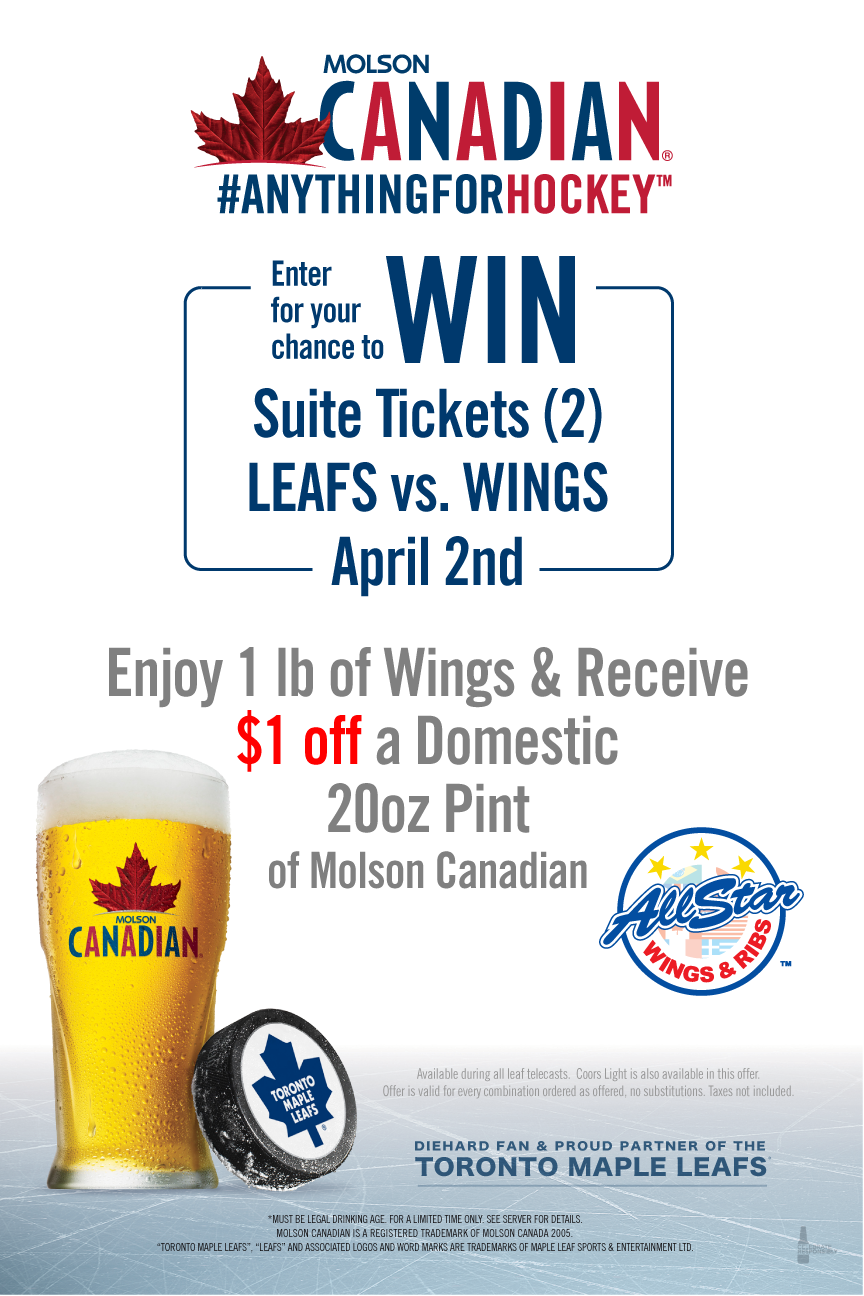 MOLSON
CANADIAN®
#ANYTHINGFORHOCKEY™
Enter
for your
chance to
WIN
Suite Tickets (2)
LEAFS vs. WINGS
April 2nd
Enjoy 1 lb of Wings & Receive
$1 off a Domestic
20oz Pint
of Molson Canadian
MOLSON
CANADIAN
AllStar
WINGS & RIBS
™
TORONTO
MAPLE
LEAFS
®
Available during all leaf telecasts. Coors Light is also available in this offer.
Offer is valid for every combination ordered as offered, no substitutions. Taxes not included.
DIEHARD FAN & PROUD PARTNER OF THE
TORONTO MAPLE LEAFS
*MUST BE LEGAL DRINKING AGE. FOR A LIMITED TIME ONLY. SEE SERVER FOR DETAILS.
MOLSON CANADIAN IS A REGISTERED TRADEMARK OF MOLSON CANADA 2005.
"TORONTO MAPLE LEAFS", "LEAFS" AND ASSOCIATED LOGOS AND WORD MARKS ARE TRADEMARKS OF MAPLE LEAF SPORTS & ENTERTAINMENT LTD.